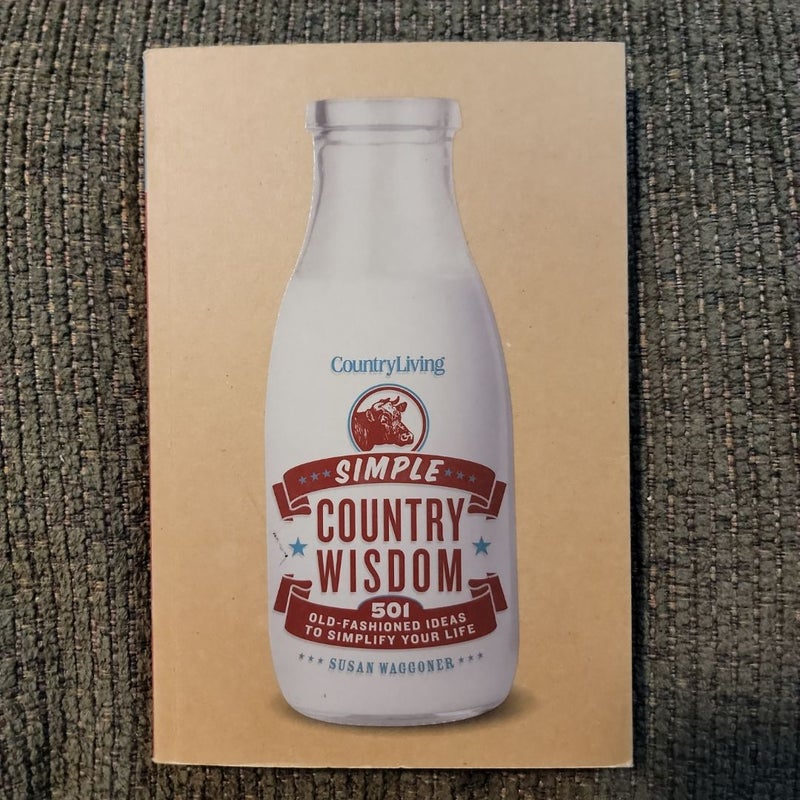 CountryLiving
SIMPLE
COUNTRY
WISDOM
501
OLD-FASHIONED IDEAS
TO SIMPLIFY YOUR LIFE
SUSAN WAGGONER